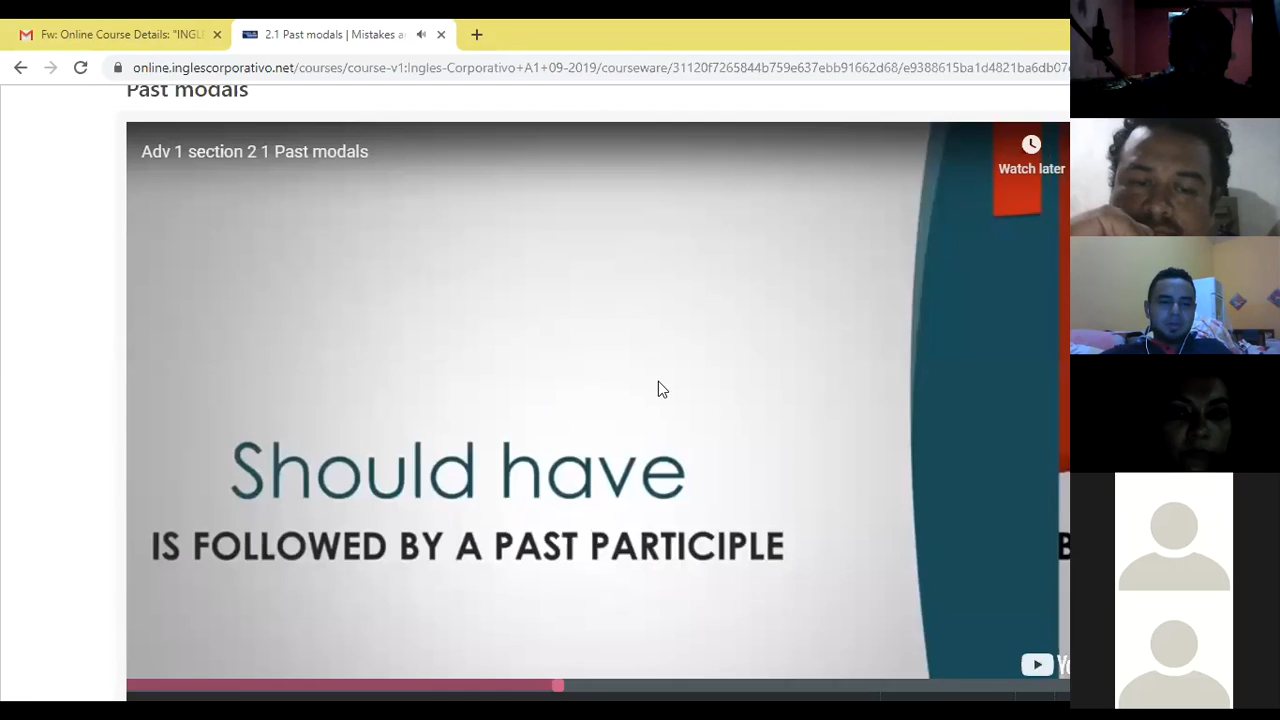 Fw: Online Course Details: "INGLE
2.1 Past modals | Mistakes a
online.inglescorporativo.net/courses/course-v1:Ingles-Corporativo+A1+09-2019/courseware/31120f7265844b759e637ebb91662d68/e9388615ba1d4821ba6db07
Past modals
Adv 1 section 2 1 Past modals
Watch later
Should have
IS FOLLOWED BY A PAST PARTICIPLE